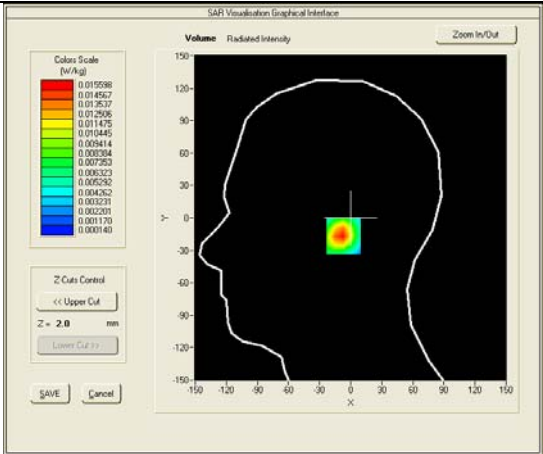 SAR Visualisation Graphical Interface
Volume Radiated Intensity
Zoom In/Out
Colors Scale
(W/kg)
0.015598
0.014567
0.013537
0.012506
0.011475
0.010445
0.009414
0.008384
0.007353
0.006323
0.005292
0.004262
0.003231
0.002201
0.001170
0.000140
Z-Cuts Control
<< Upper Cut
Z = 2.0 mm
Lower Cut >>
SAVE Cancel
150
120
90
60
30
0
-30
-60
-90
-120
-150
Y
-150 -120 -90 -60 -30 0 30 60 90 120 150
X